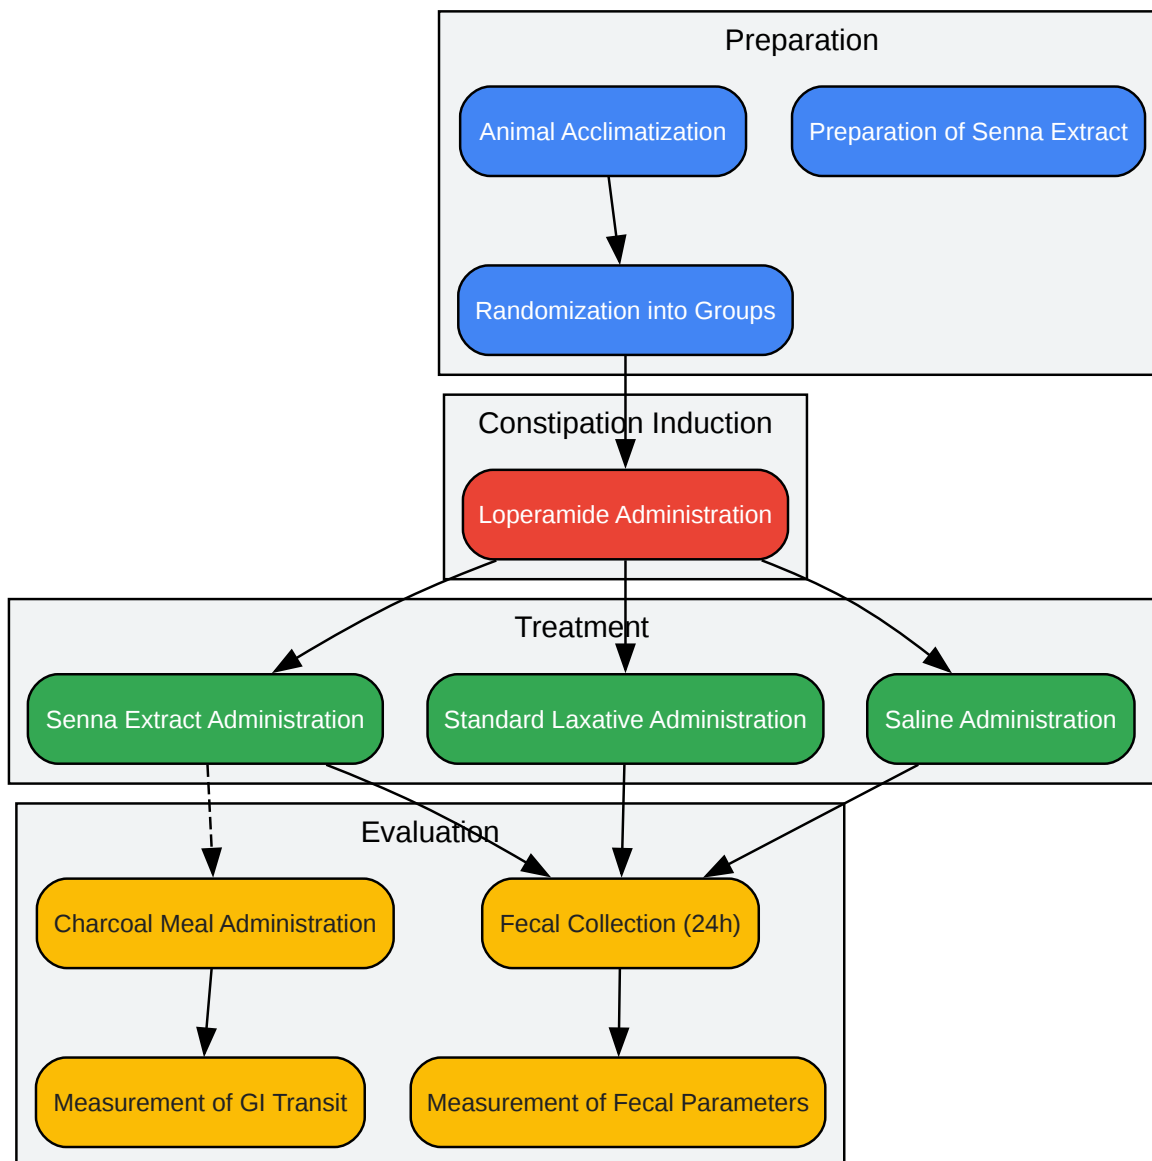 Preparation
Animal Acclimatization
Preparation of Senna Extract
Randomization into Groups
Constipation Induction
Loperamide Administration
Treatment
Senna Extract Administration
Standard Laxative Administration
Saline Administration
Evaluation
Charcoal Meal Administration
Fecal Collection (24h)
Measurement of GI Transit
Measurement of Fecal Parameters